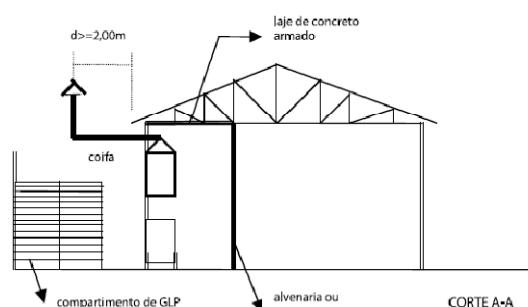 laje de concreto
armado
d>=2,00m
coifa
compartimento de GLP
alvenaria ou
CORTE A-A